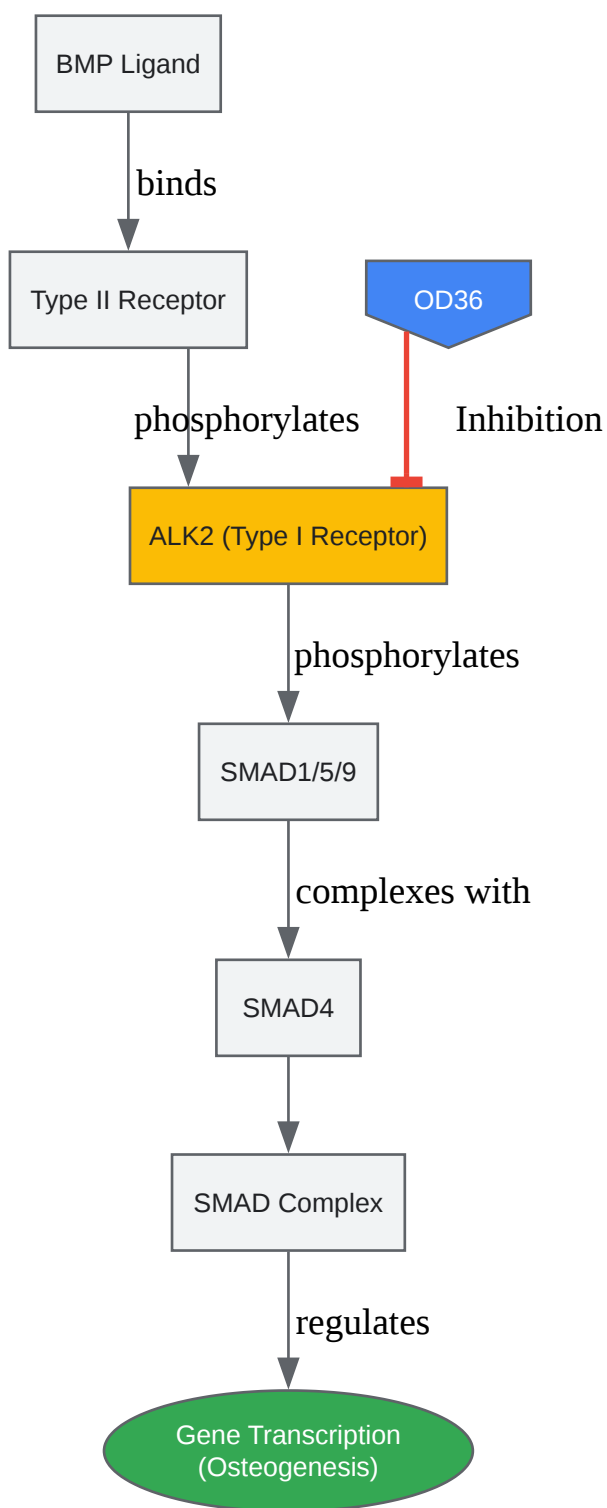 BMP Ligand
binds
Type II Receptor
OD36
phosphorylates
Inhibition
ALK2 (Type I Receptor)
phosphorylates
SMAD1/5/9
complexes with
SMAD4
SMAD Complex
regulates
Gene Transcription
(Osteogenesis)